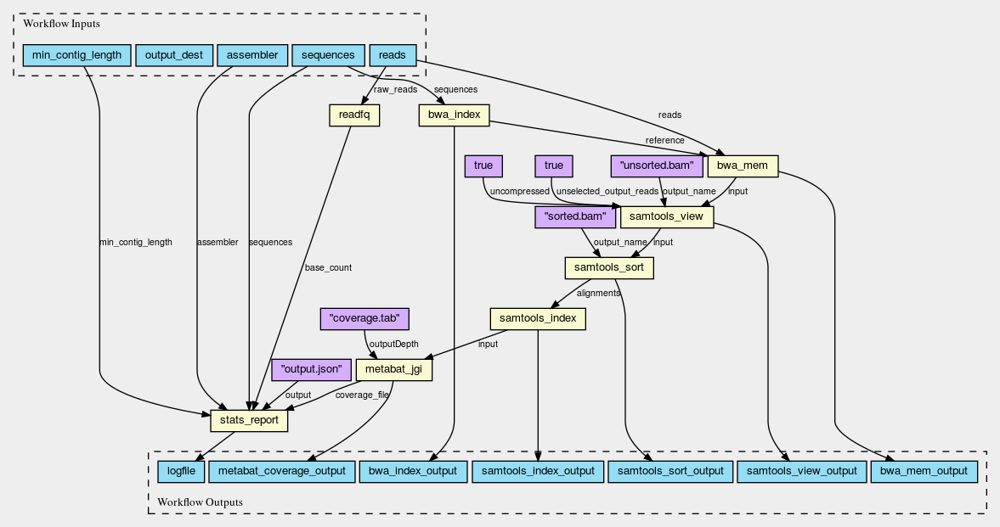 Workflow Inputs
min_contig_length
output_dest
assembler
sequences
reads
raw_reads
sequences
readfq
bwa_index
reads
reference
true
true
"unsorted.bam"
bwa_mem
uncompressed
unselected_output_reads
output_name
input
"sorted.bam"
samtools_view
min_contig_length
assembler
sequences
output_name
input
base_count
samtools_sort
alignments
"coverage.tab"
samtools_index
outputDepth
input
"output.json"
metabat_jgi
output
coverage_file
stats_report
logfile
metabat_coverage_output
bwa_index_output
samtools_index_output
samtools_sort_output
samtools_view_output
bwa_mem_output
Workflow Outputs